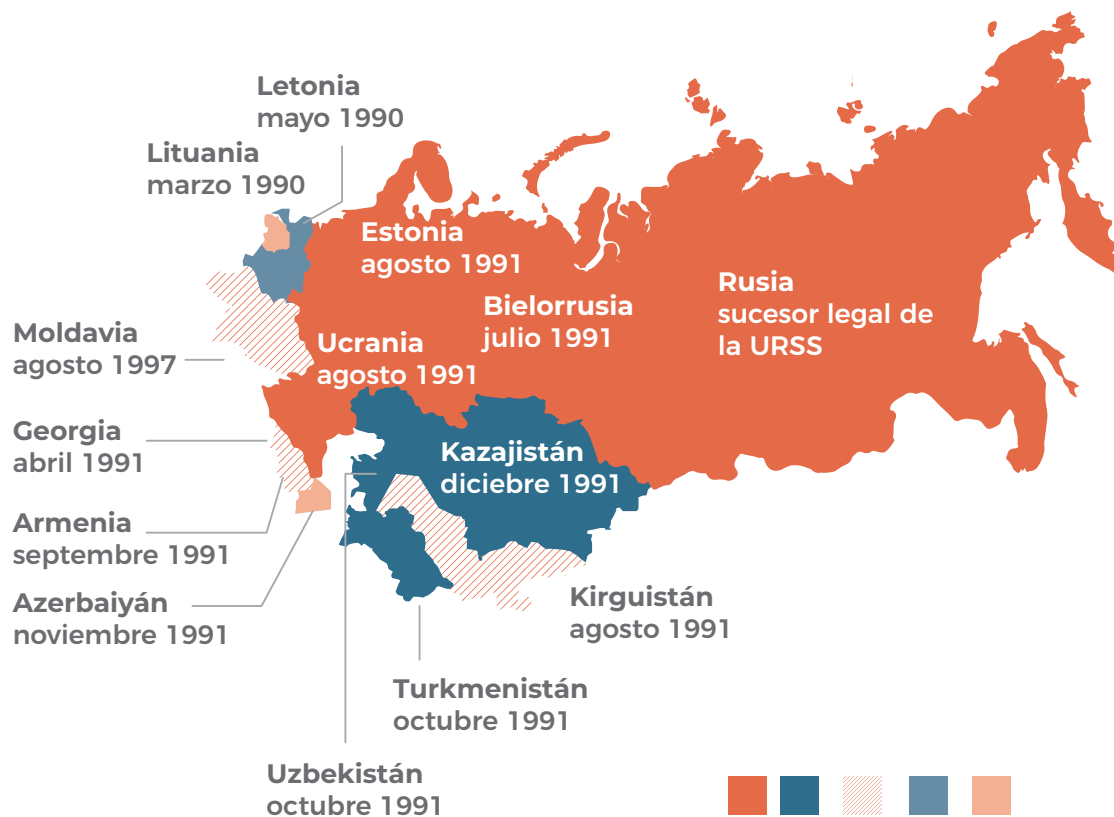 Letonia
mayo 1990
Lituania
marzo 1990
Estonia
agosto 1991
Bielorrusia
julio 1991
Rusia
sucesor legal de
la URSS
Moldavia
agosto 1997
Ucrania
agosto 1991
Georgia
abril 1991
Kazajistán
diciebre 1991
Armenia
septembre 1991
Azerbaiyán
noviembre 1991
Kirguistán
agosto 1991
Turkmenistán
octubre 1991
Uzbekistán
octubre 1991